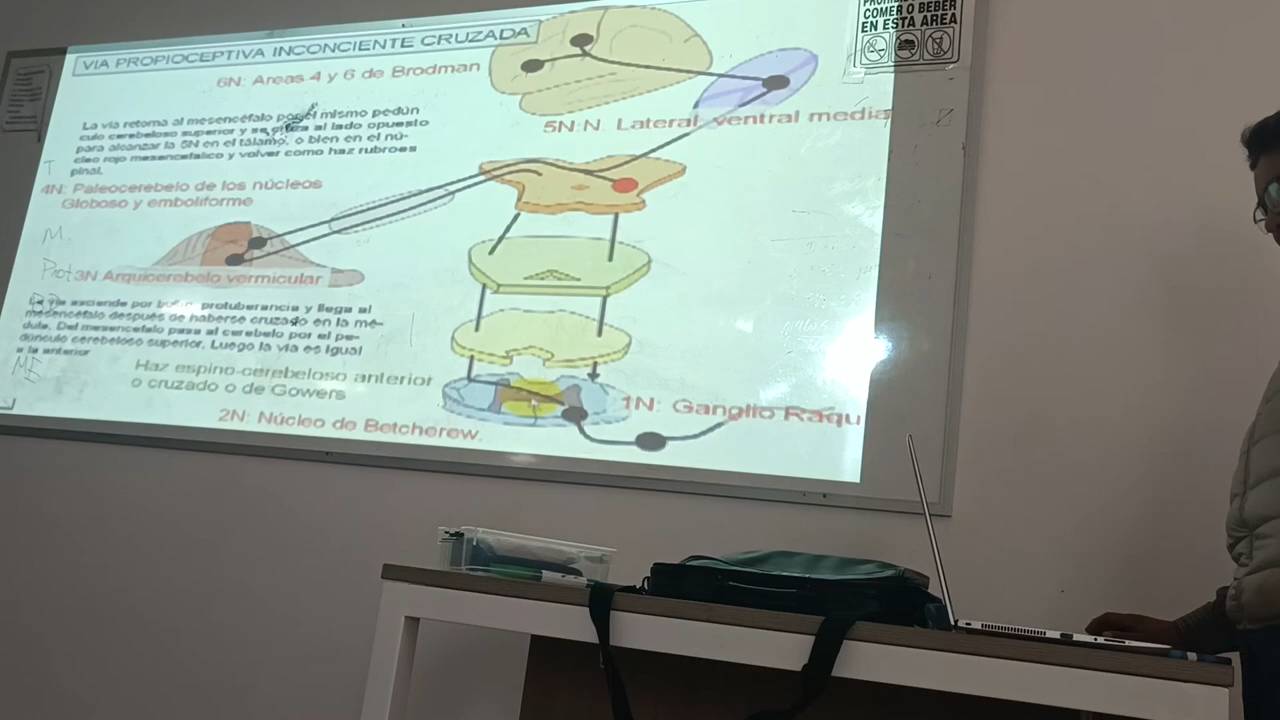 COMER O BEBER
EN ESTA AREA
VIA PROPIOCEPTIVA INCONCIENTE CRUZADA
6N: Areas 4 y 6 de Brodman
La vía retorna al mesencéfalo por el mismo pedún
culo cerebeloso superior y se al lado opuesto
para alcanzar la 5N en el tálamo, o bien en el nú-
cleo rojo mesencefalico y volver como haz rubroes
pinal.
5N:N. Lateral, ventral media
T
4N: Paleocerebelo de los núcleos
Globoso y emboliforme
M.
Prot
3N:Arquicerebelo vermicular
La vía asciende por bulbo, protuberancia y llega al
mesencéfalo después de haberse cruzado en la mé-
dula. Del mesencefalo pasa al cerebelo por el pe-
dúnculo cerebeloso superior. Luego la vía es igual
a la anterior
ME
Haz espino-cerebeloso anterior
o cruzado o de Gowers
1N: Ganglio Raqu
2N: Núcleo de Betcherew.